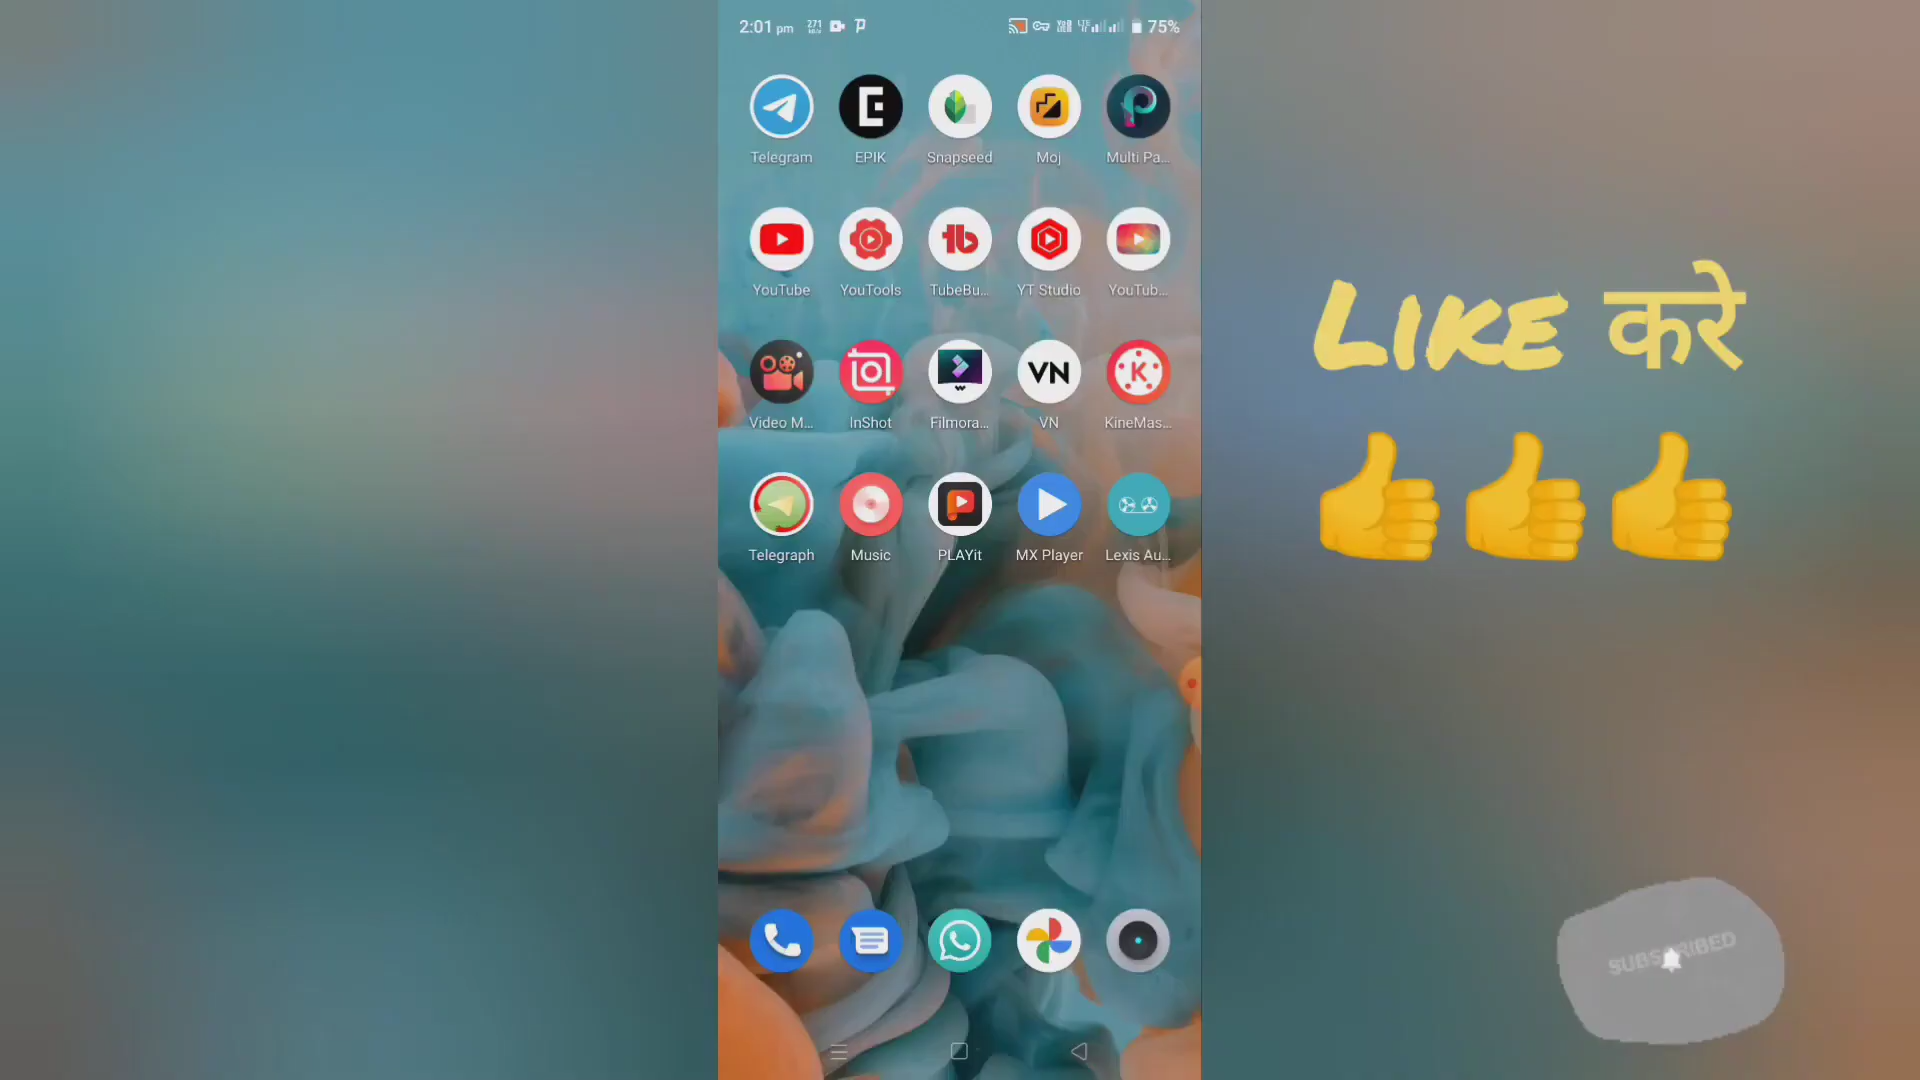 2:01 pm 75%
Telegram EPIK Snapseed Moj Multi Pa...
YouTube YouTools TubeBu... YT Studio YouTub...
Video M... InShot Filmora... VN KineMas...
Telegraph Music PLAYit MX Player Lexis Au...
LIKE करे
SUBSCRIBED